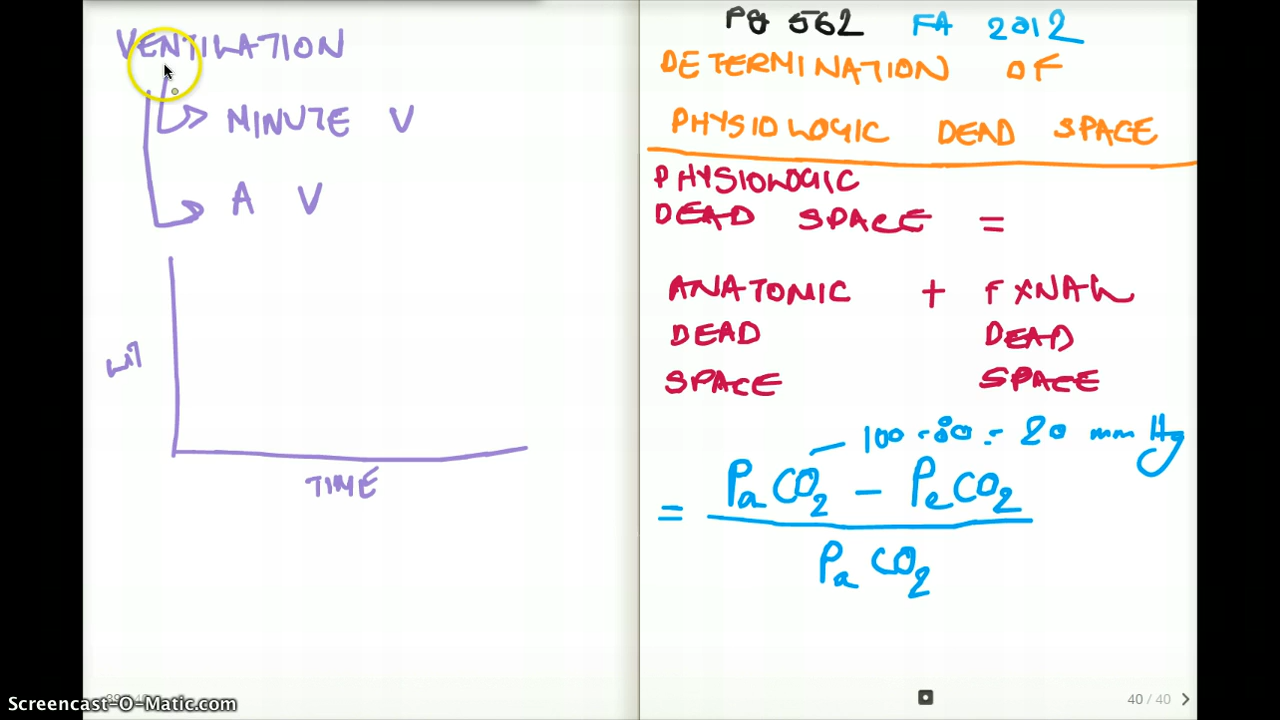 VENTILATION
MINUTE V
A V
TIME
Pg 562 FA 2012
DETERMINATION OF
PHYSIOLOGIC DEAD SPACE
PHYSIOLOGIC
DEAD SPACE =
ANATOMIC + FXNAL
DEAD DEAD
SPACE SPACE
100 - 80 = 20 mm Hg
= PaCO2 - PeCO2
PaCO2
40 / 40
Screencast-O-Matic.com